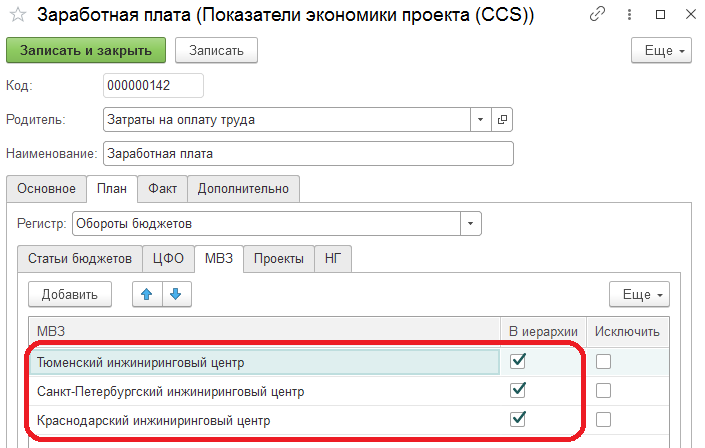 Заработная плата (Показатели экономики проекта (CCS))
Записать и закрыть Записать Еще
Код: 000000142
Родитель: Затраты на оплату труда
Наименование: Заработная плата
Основное План Факт Дополнительно
Регистр: Обороты бюджетов
Статьи бюджетов ЦФО МВЗ Проекты НГ
Добавить Еще
МВЗ В иерархии Исключить
Тюменский инжиниринговый центр
Санкт-Петербургский инжиниринговый центр
Краснодарский инжиниринговый центр